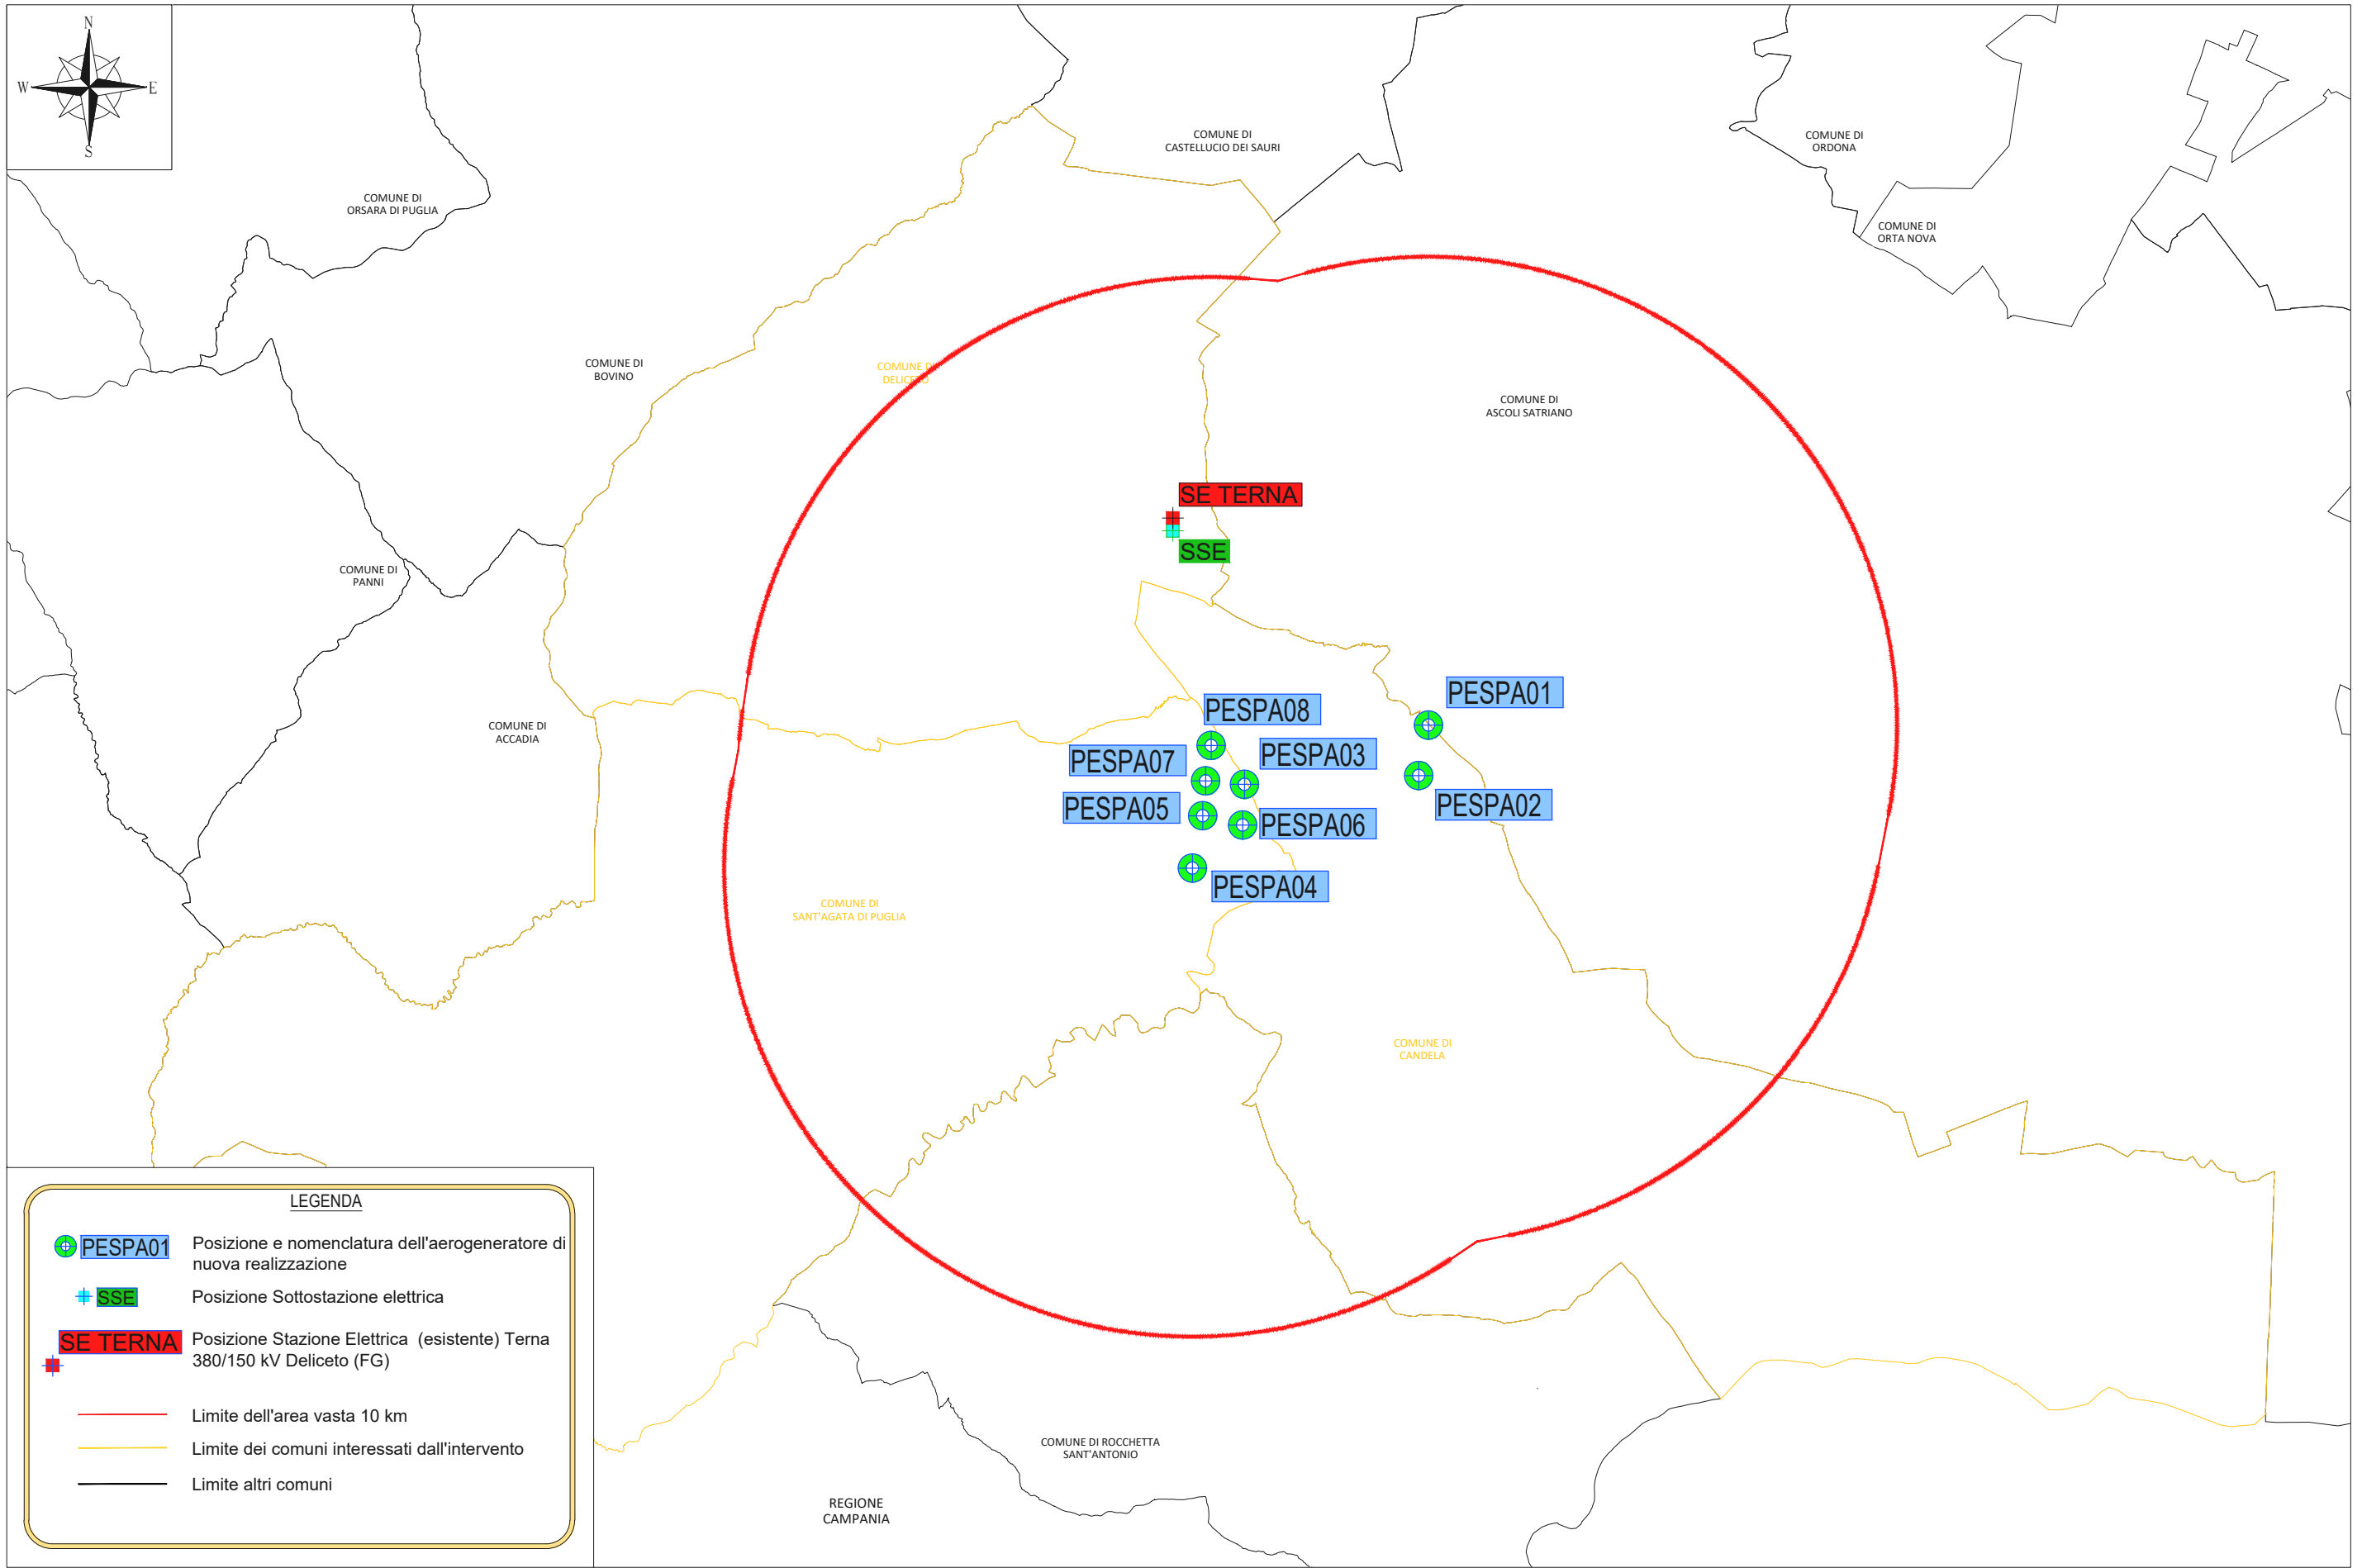 N
W
E
S
COMUNE DI
CASTELLUCIO DEI SAURI
COMUNE DI
ORDONA
COMUNE DI
ORSARA DI PUGLIA
COMUNE DI
ORTA NOVA
COMUNE DI
BOVINO
COMUNE DI
DELICETO
COMUNE DI
ASCOLI SATRIANO
SE TERNA
SSE
COMUNE DI
PANNI
PESPA01
PESPA08
COMUNE DI
ACCADIA
PESPA07
PESPA03
PESPA05
PESPA02
PESPA06
PESPA04
COMUNE DI
SANT'AGATA DI PUGLIA
COMUNE DI
CANDELA
LEGENDA
PESPA01
Posizione e nomenclatura dell'aerogeneratore di
nuova realizzazione
SSE
Posizione Sottostazione elettrica
SE TERNA
Posizione Stazione Elettrica (esistente) Terna
380/150 kV Deliceto (FG)
Limite dell'area vasta 10 km
Limite dei comuni interessati dall'intervento
Limite altri comuni
COMUNE DI ROCCHETTA
SANT'ANTONIO
REGIONE
CAMPANIA